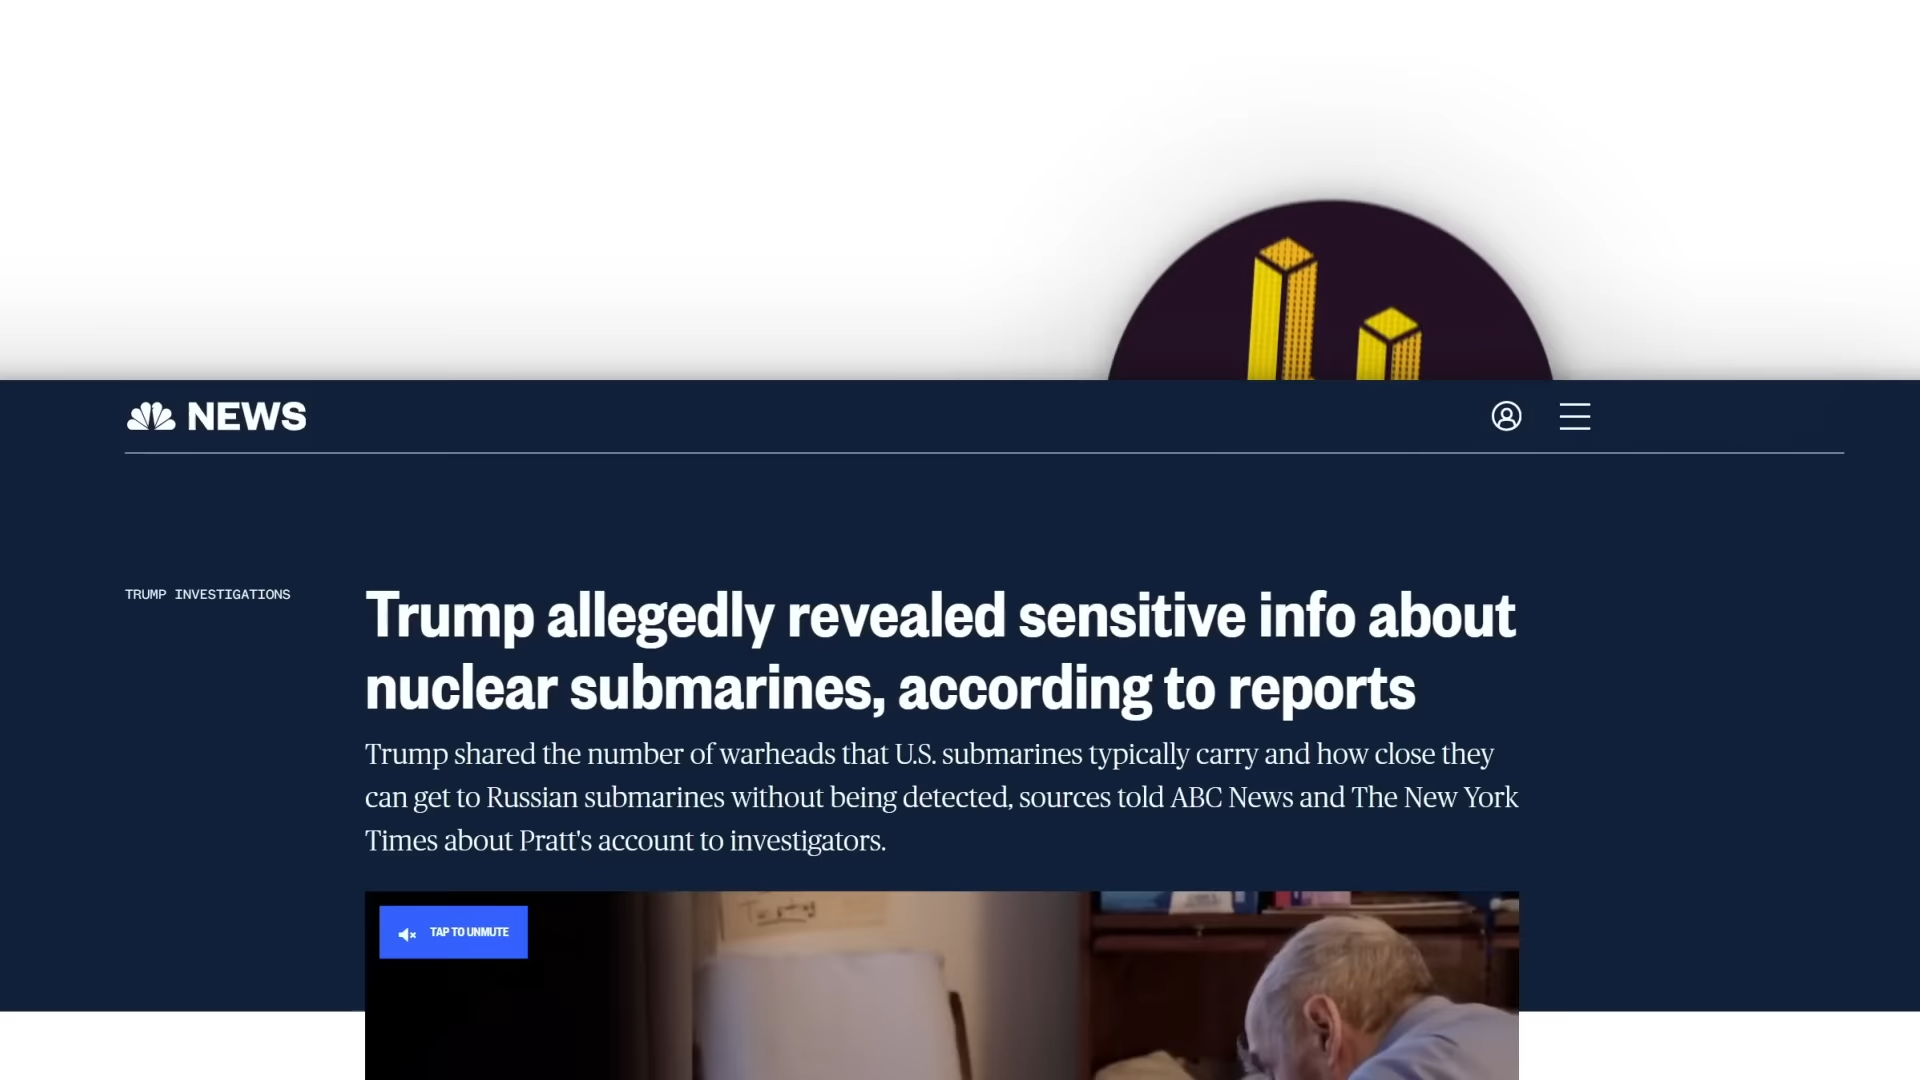 NEWS
TRUMP INVESTIGATIONS
Trump allegedly revealed sensitive info about
nuclear submarines, according to reports
Trump shared the number of warheads that U.S. submarines typically carry and how close they
can get to Russian submarines without being detected, sources told ABC News and The New York
Times about Pratt's account to investigators.
TAP TO UNMUTE